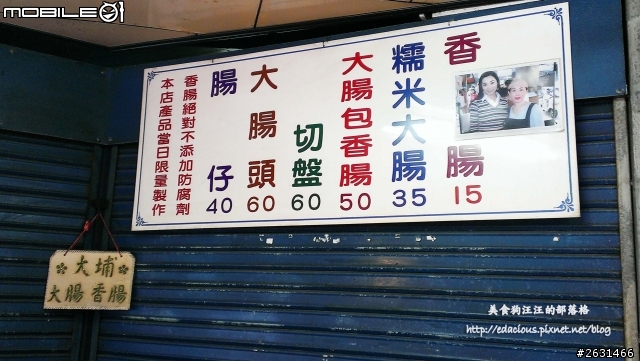 MOBILE01
香腸 15
糯米大腸 35
大腸包香腸 50
切盤 60
大腸頭 60
腸仔 40
香腸絕對不添加防腐劑
本店產品當日限量製作
大埔
大腸香腸
美食狗汪汪的部落格
http://edacious.pixnet.net/blog
#2631466